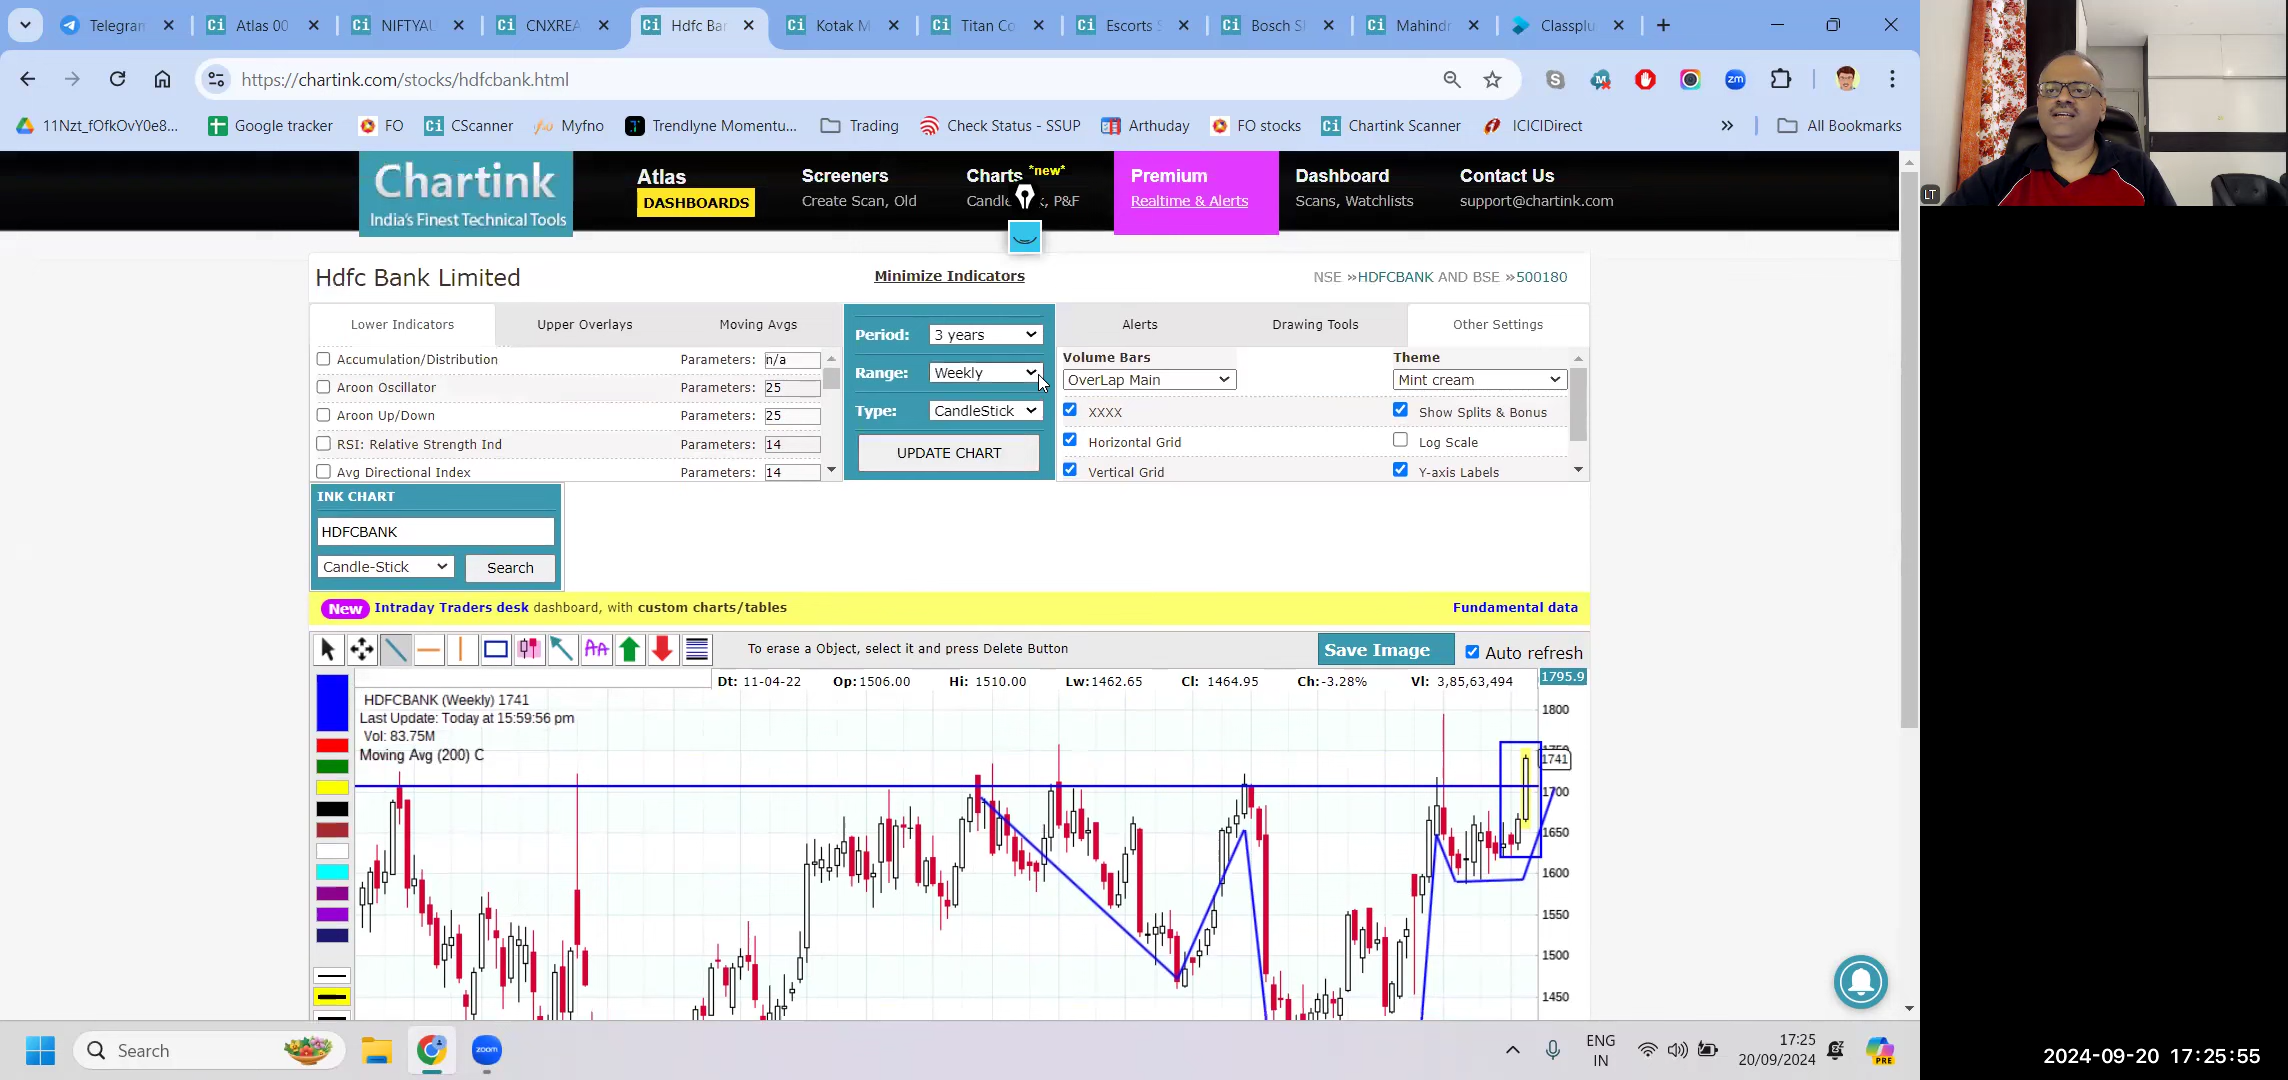 Telegram
Atlas 00
NIFTYAU
CNXREA
Hdfc Ban
Kotak M
Titan Co
Escorts S
Bosch Sh
Mahindr
Classplu
https://chartink.com/stocks/hdfcbank.html
11Nzt_fOfkOvY0e8...
Google tracker
FO
CScanner
Myfno
Trendlyne Momentu...
Trading
Check Status - SSUP
Arthuday
FO stocks
Chartink Scanner
ICICIDirect
All Bookmarks
Chartink
India's Finest Technical Tools
Atlas
DASHBOARDS
Screeners
Create Scan, Old
Charts *new*
P&F
Premium
Realtime & Alerts
Dashboard
Scans, Watchlists
Contact Us
support@chartink.com
LT
Hdfc Bank Limited
Minimize Indicators
NSE »HDFCBANK AND BSE »500180
Lower Indicators
Upper Overlays
Moving Avgs
Accumulation/Distribution Parameters: n/a
Aroon Oscillator Parameters: 25
Aroon Up/Down Parameters: 25
RSI: Relative Strength Ind Parameters: 14
Avg Directional Index Parameters: 14
Period: 3 years
Range: Weekly
Type: CandleStick
UPDATE CHART
Alerts
Drawing Tools
Other Settings
Volume Bars
OverLap Main
XXXX
Horizontal Grid
Vertical Grid
Theme
Mint cream
Show Splits & Bonus
Log Scale
Y-axis Labels
INK CHART
HDFCBANK
Candle-Stick
Search
New Intraday Traders desk dashboard, with custom charts/tables
Fundamental data
To erase a Object, select it and press Delete Button
Save Image
Auto refresh
Dt: 11-04-22 Op:1506.00 Hi: 1510.00 Lw:1462.65 Cl: 1464.95 Ch:-3.28% Vl: 3,85,63,494
1795.9
HDFCBANK (Weekly) 1741
Last Update: Today at 15:59:56 pm
Vol: 83.75M
Moving Avg (200) C
1800
1741
1700
1650
1600
1550
1500
1450
Search
zoom
ENG
IN
17:25
20/09/2024
PRE
2024-09-20 17:25:55